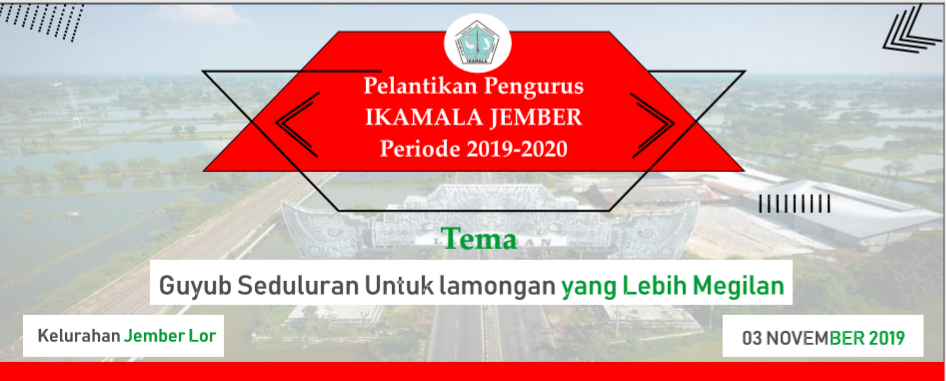 IKAMALA
Pelantikan Pengurus
IKAMALA JEMBER
Periode 2019-2020
Tema
Guyub Seduluran Untuk lamongan yang Lebih Megilan
Kelurahan Jember Lor
03 NOVEMBER 2019